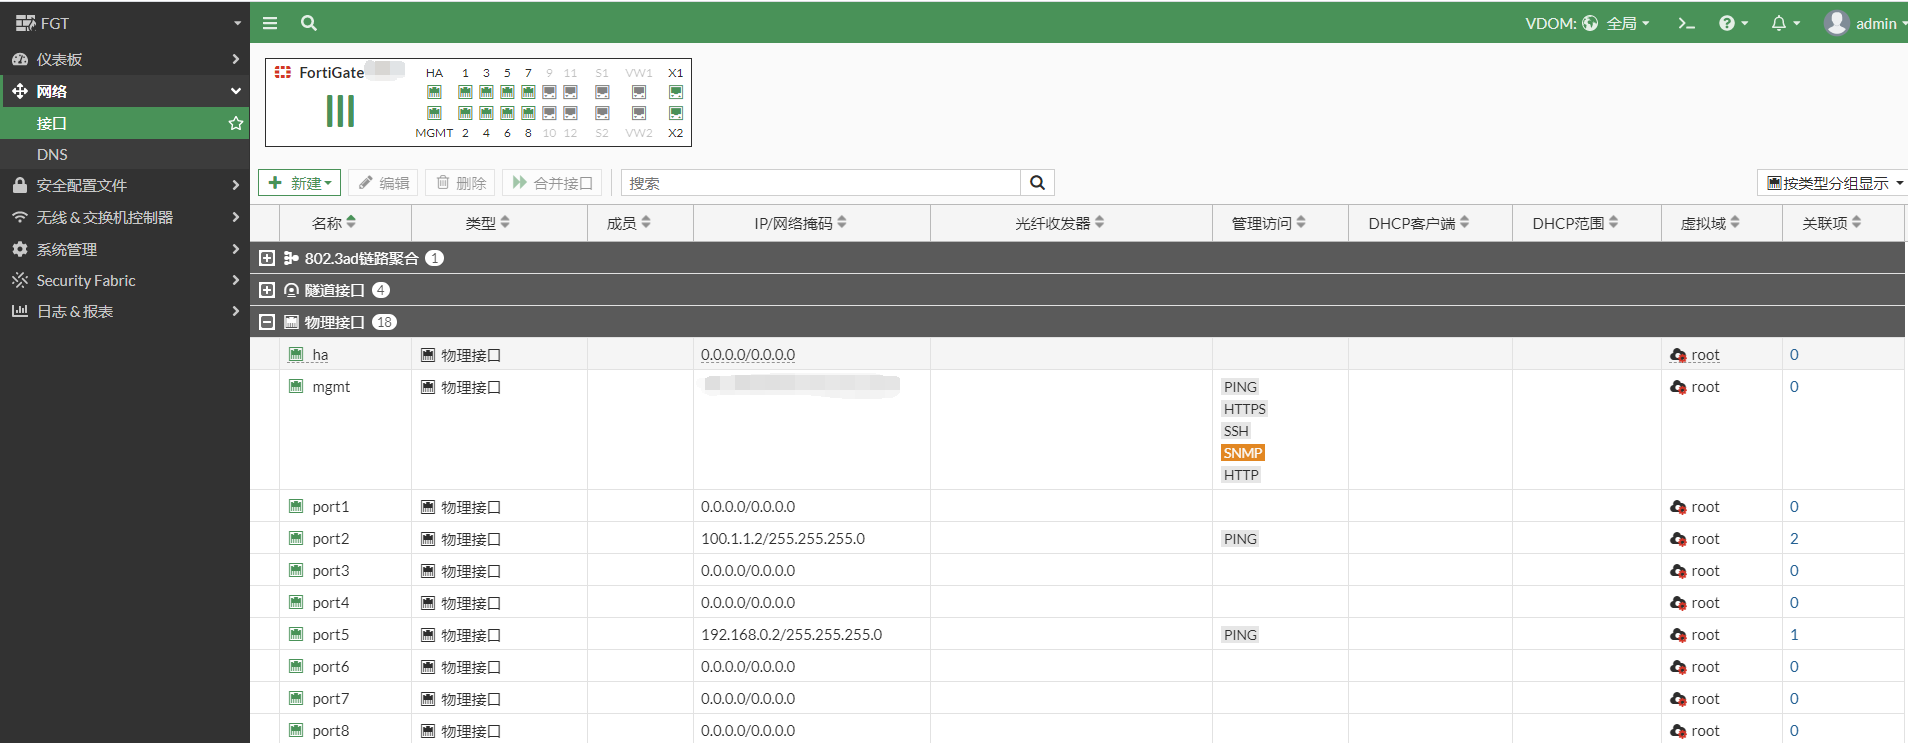 FGT
VDOM: 全局
admin
仪表板
网络
接口
DNS
安全配置文件
无线 & 交换机控制器
系统管理
Security Fabric
日志 & 报表
FortiGate
HA 1 3 5 7 9 11 S1 VW1 X1
MGMT 2 4 6 8 10 12 S2 VW2 X2
新建 编辑 删除 合并接口 搜索 按类型分组显示
名称 类型 成员 IP/网络掩码 光纤收发器 管理访问 DHCP客户端 DHCP范围 虚拟域 关联项
802.3ad链路聚合 1
隧道接口 4
物理接口 18
ha 物理接口 0.0.0.0/0.0.0.0 root 0
mgmt 物理接口 PING root 0
HTTPS
SSH
SNMP
HTTP
port1 物理接口 0.0.0.0/0.0.0.0 root 0
port2 物理接口 100.1.1.2/255.255.255.0 PING root 2
port3 物理接口 0.0.0.0/0.0.0.0 root 0
port4 物理接口 0.0.0.0/0.0.0.0 root 0
port5 物理接口 192.168.0.2/255.255.255.0 PING root 1
port6 物理接口 0.0.0.0/0.0.0.0 root 0
port7 物理接口 0.0.0.0/0.0.0.0 root 0
port8 物理接口 0.0.0.0/0.0.0.0 root 0